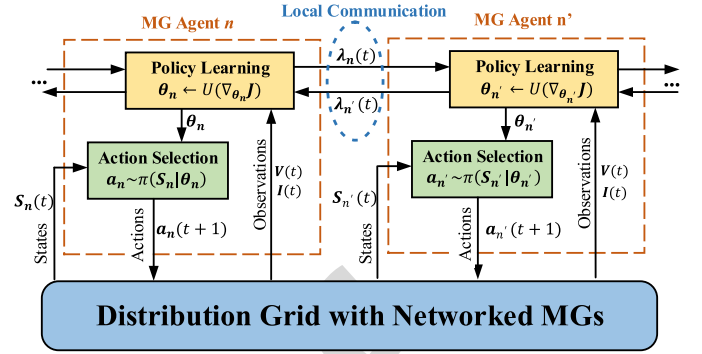 Local Communication
MG Agent n
MG Agent n’
Policy Learning
θₙ ← U(∇θₙ J)
λₙ(t)
λₙ′(t)
Policy Learning
θₙ′ ← U(∇θₙ′ J)
...
...
θₙ
θₙ′
Action Selection
aₙ~π(Sₙ|θₙ)
Action Selection
aₙ′~π(Sₙ′|θₙ′)
Sₙ(t)
States
Actions
aₙ(t + 1)
Observations
V(t)
I(t)
Sₙ′(t)
States
Actions
aₙ′(t + 1)
Observations
V(t)
I(t)
Distribution Grid with Networked MGs